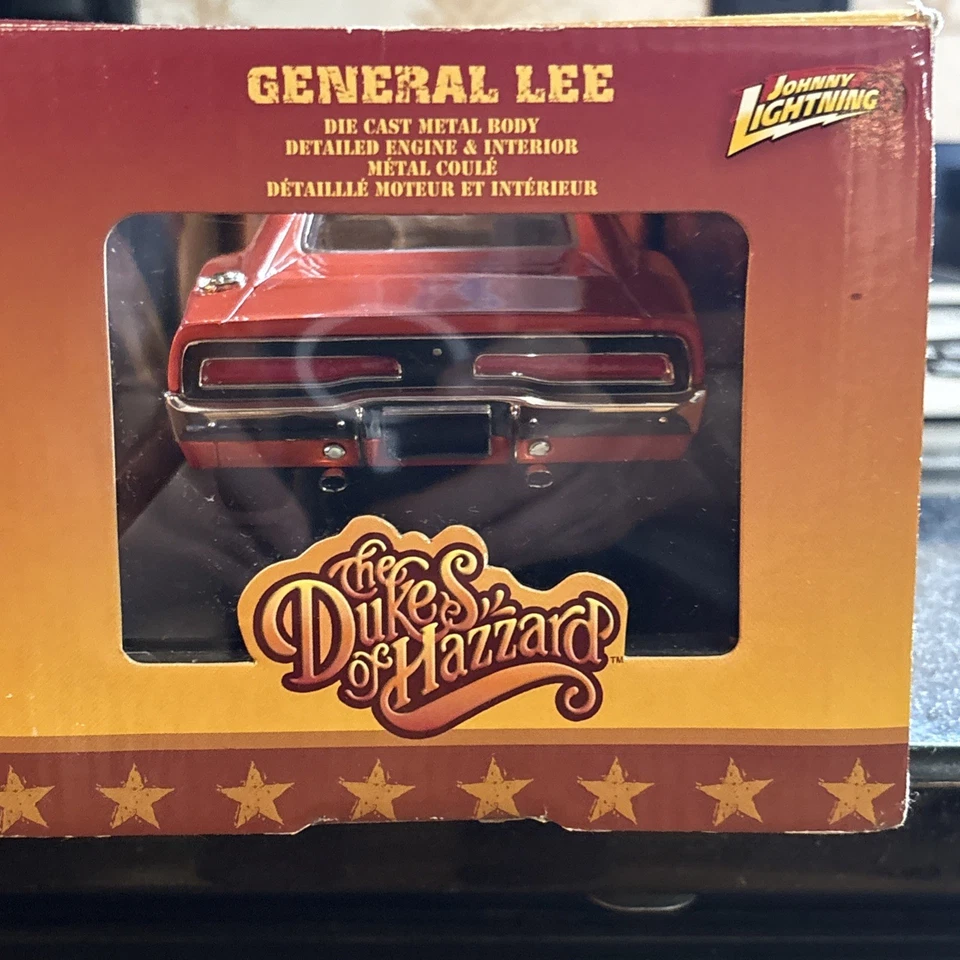 GENERAL LEE
JOHNNY
LIGHTNING
DIE CAST METAL BODY
DETAILED ENGINE & INTERIOR
MÉTAL COULÉ
DÉTAILLLÉ MOTEUR ET INTÉRIEUR
The
Dukes
of Hazzard
TM